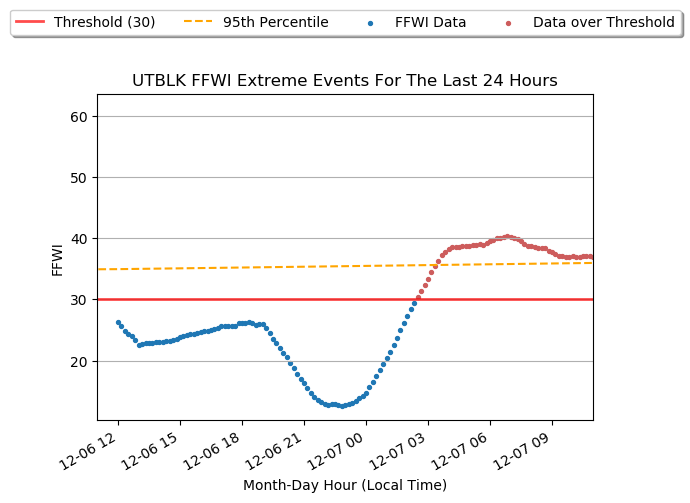 Threshold (30) 95th Percentile FFWI Data Data over Threshold
UTBLK FFWI Extreme Events For The Last 24 Hours
60
50
40
30
20
FFWI
12-06 12 12-06 15 12-06 18 12-06 21 12-07 00 12-07 03 12-07 06 12-07 09
Month-Day Hour (Local Time)